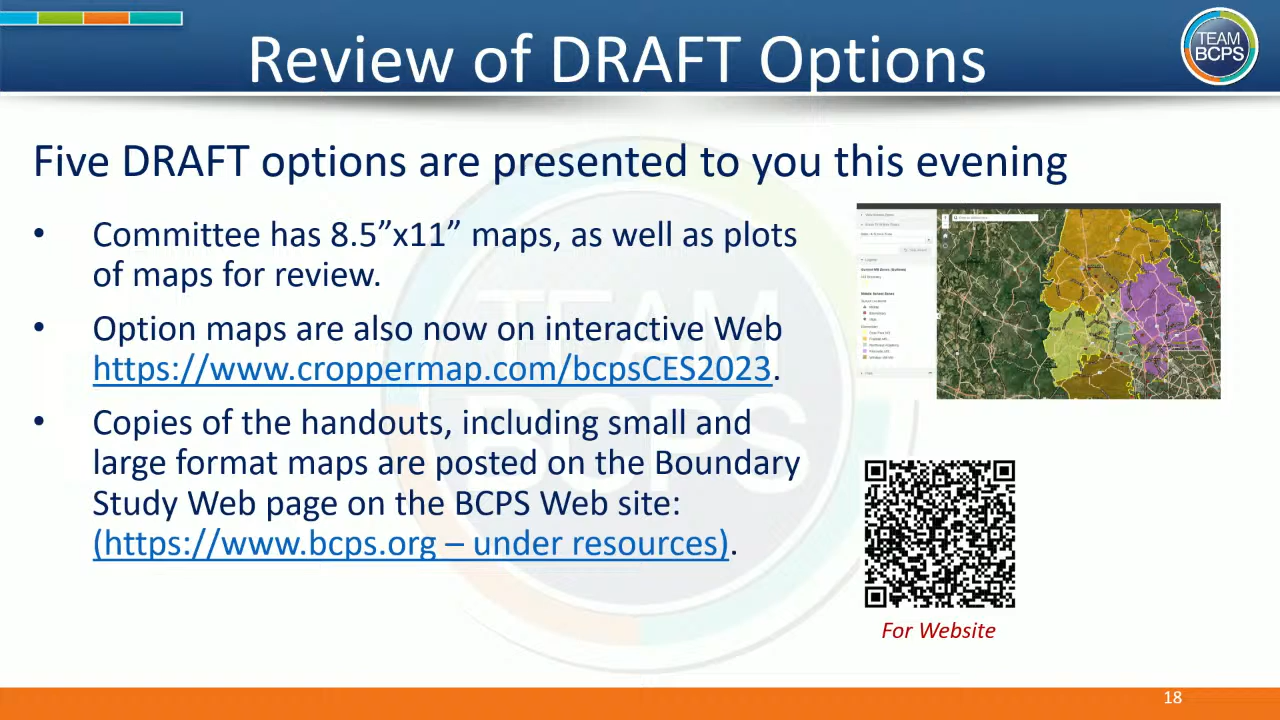 Review of DRAFT Options
TEAM
BCPS
Five DRAFT options are presented to you this evening
• Committee has 8.5”x11” maps, as well as plots
of maps for review.
• Option maps are also now on interactive Web
https://www.croppermap.com/bcpsCES2023.
• Copies of the handouts, including small and
large format maps are posted on the Boundary
Study Web page on the BCPS Web site:
(https://www.bcps.org – under resources).
TEAM
BCPS
For Website
18